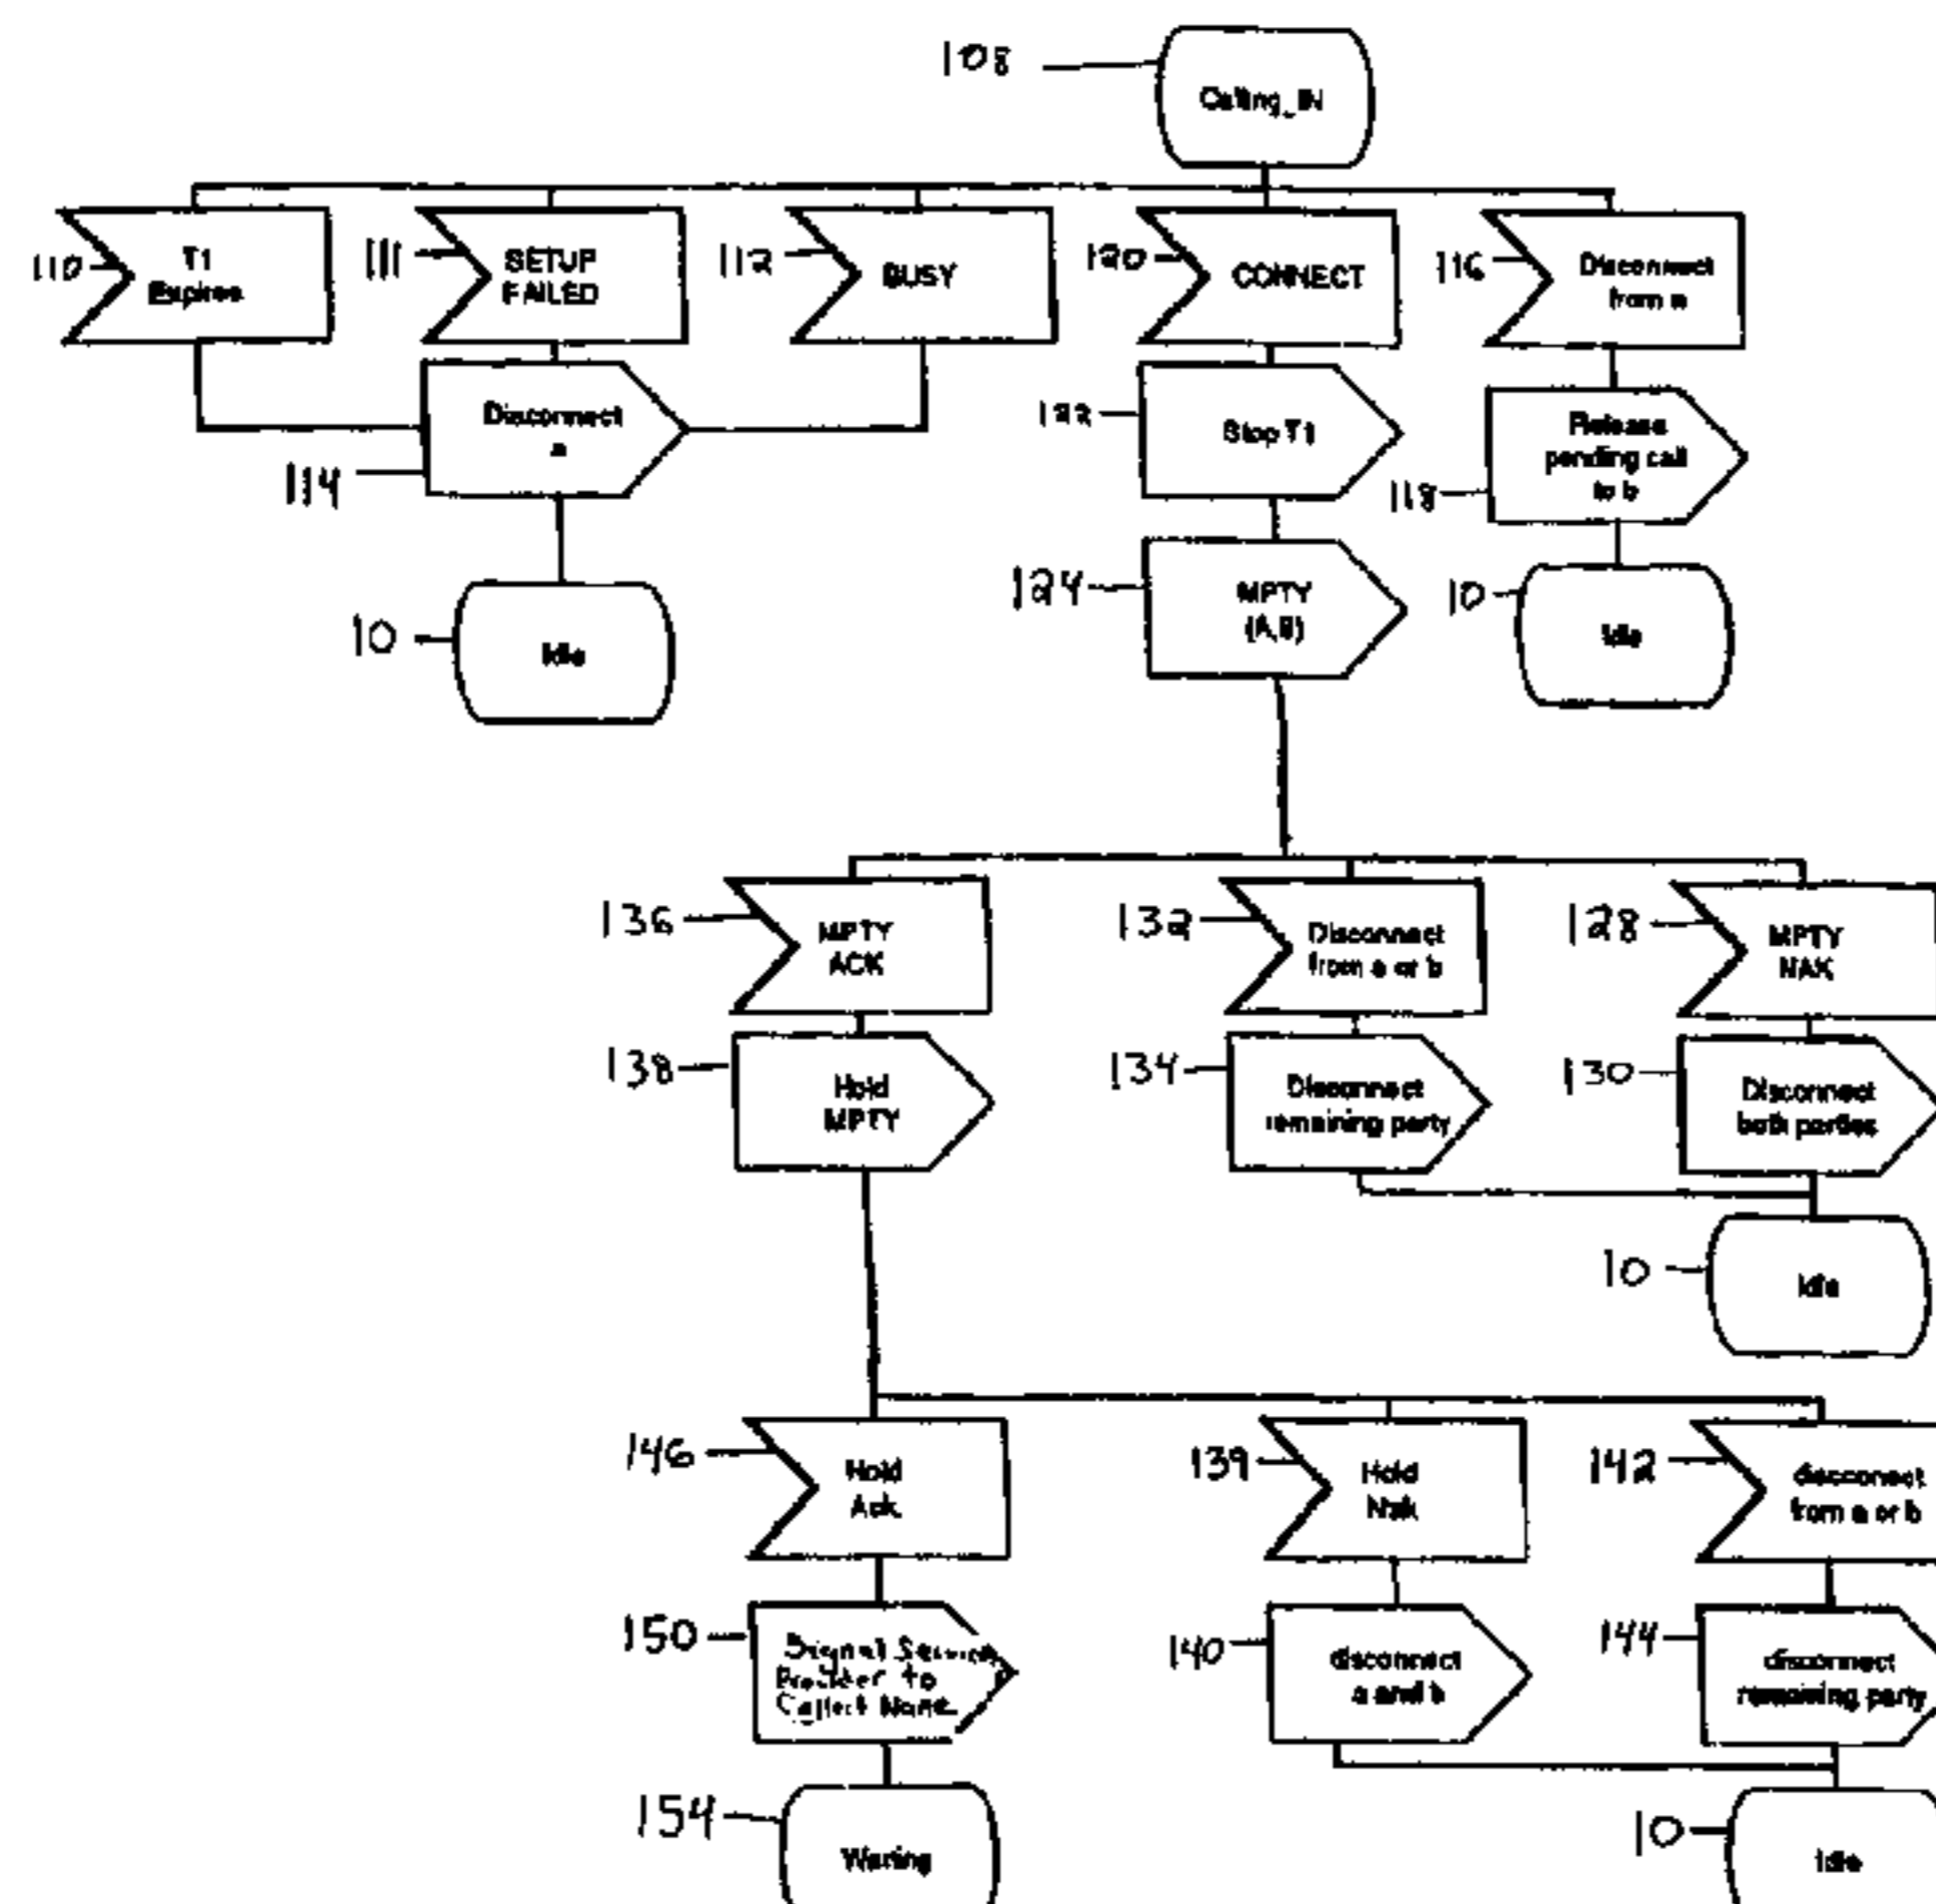 108
Calling_IN
110
T1
Expires
111
SETUP
FAILED
112
BUSY
120
CONNECT
116
Disconnect
from a
114
Disconnect
a
122
Stop T1
118
Release
pending call
to b
10
Idle
124
MPTY
(A,B)
10
Idle
136
MPTY
ACK
132
Disconnect
from a or b
128
MPTY
NAK
138
Hold
MPTY
134
Disconnect
remaining party
130
Disconnect
both parties
10
Idle
146
Hold
Ack
139
Hold
Nak
142
disconnect
from a or b
150
Signal Service
Provider to
Collect
140
disconnect
a and b
144
disconnect
remaining party
154
10
Idle